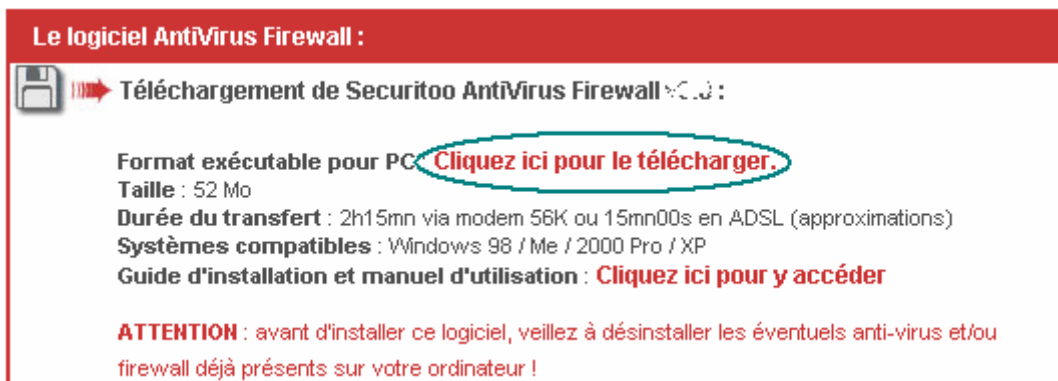 Le logiciel AntiVirus Firewall :
Téléchargement de Securitoo AntiVirus Firewall :
Format exécutable pour PC Cliquez ici pour le télécharger.
Taille : 52 Mo
Durée du transfert : 2h15mn via modem 56K ou 15mn00s en ADSL (approximations)
Systèmes compatibles : Windows 98 / Me / 2000 Pro / XP
Guide d'installation et manuel d'utilisation : Cliquez ici pour y accéder
ATTENTION : avant d'installer ce logiciel, veillez à désinstaller les éventuels anti-virus et/ou
firewall déjà présents sur votre ordinateur !